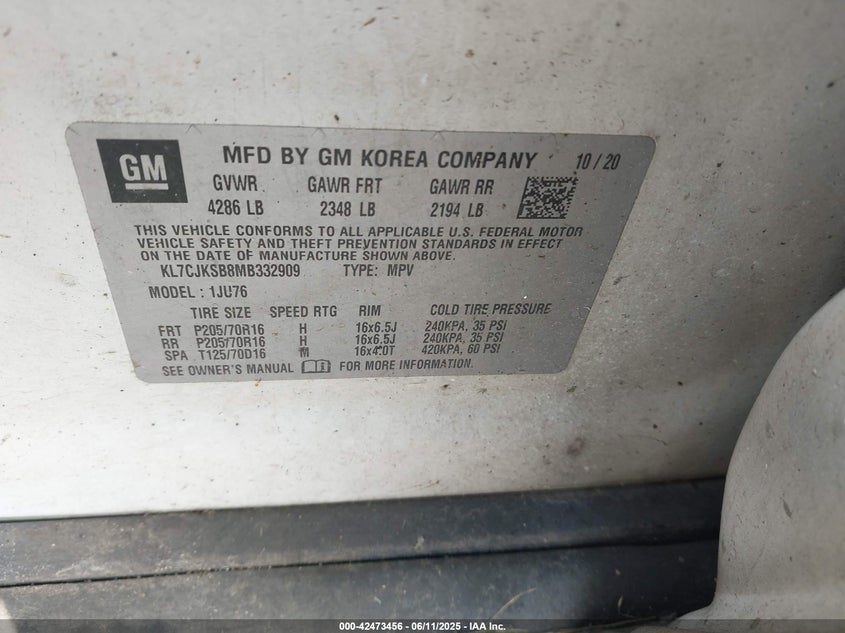 GM MFD BY GM KOREA COMPANY 10/20
GVWR GAWR FRT GAWR RR
4286 LB 2348 LB 2194 LB
THIS VEHICLE CONFORMS TO ALL APPLICABLE U.S. FEDERAL MOTOR
VEHICLE SAFETY AND THEFT PREVENTION STANDARDS IN EFFECT
ON THE DATE OF MANUFACTURE SHOWN ABOVE.
KL7CJKSB8MB332909 TYPE: MPV
MODEL : 1JU76
TIRE SIZE SPEED RTG RIM COLD TIRE PRESSURE
FRT P205/70R16 H 16x6.5J 240KPA, 35 PSI
RR P205/70R16 H 16x6.5J 240KPA, 35 PSI
SPA T125/70D16 M 16x4.0T 420KPA, 60 PSI
SEE OWNER'S MANUAL FOR MORE INFORMATION.
000-42473456 - 06/11/2025 - IAA Inc.